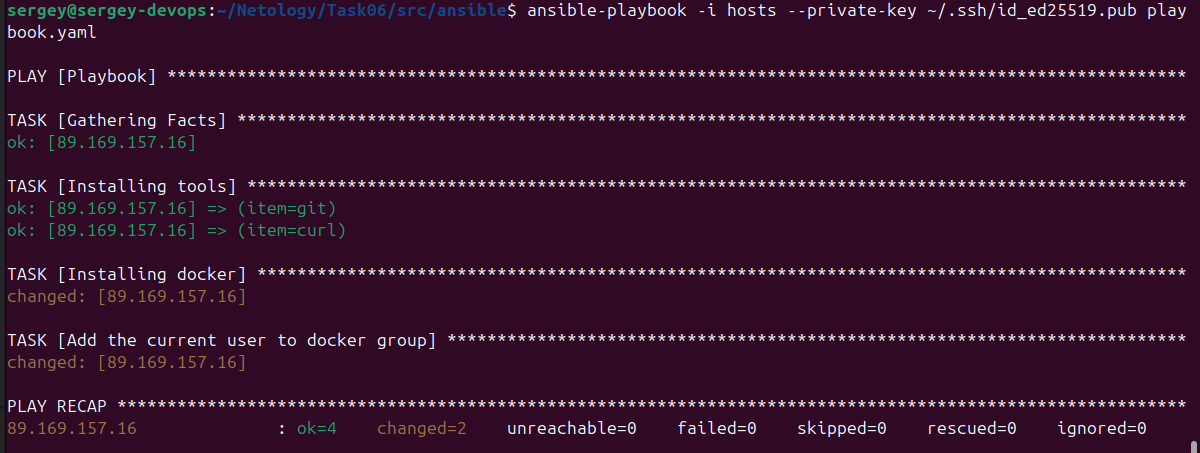 sergey@sergey-devops:~/Netology/Task06/src/ansible$ ansible-playbook -i hosts --private-key ~/.ssh/id_ed25519.pub play
book.yaml
PLAY [Playbook] ******************************************************************************************************
TASK [Gathering Facts] ***********************************************************************************************
ok: [89.169.157.16]
TASK [Installing tools] **********************************************************************************************
ok: [89.169.157.16] => (item=git)
ok: [89.169.157.16] => (item=curl)
TASK [Installing docker] *********************************************************************************************
changed: [89.169.157.16]
TASK [Add the current user to docker group] **************************************************************************
changed: [89.169.157.16]
PLAY RECAP ***********************************************************************************************************
89.169.157.16              : ok=4    changed=2    unreachable=0    failed=0    skipped=0    rescued=0    ignored=0